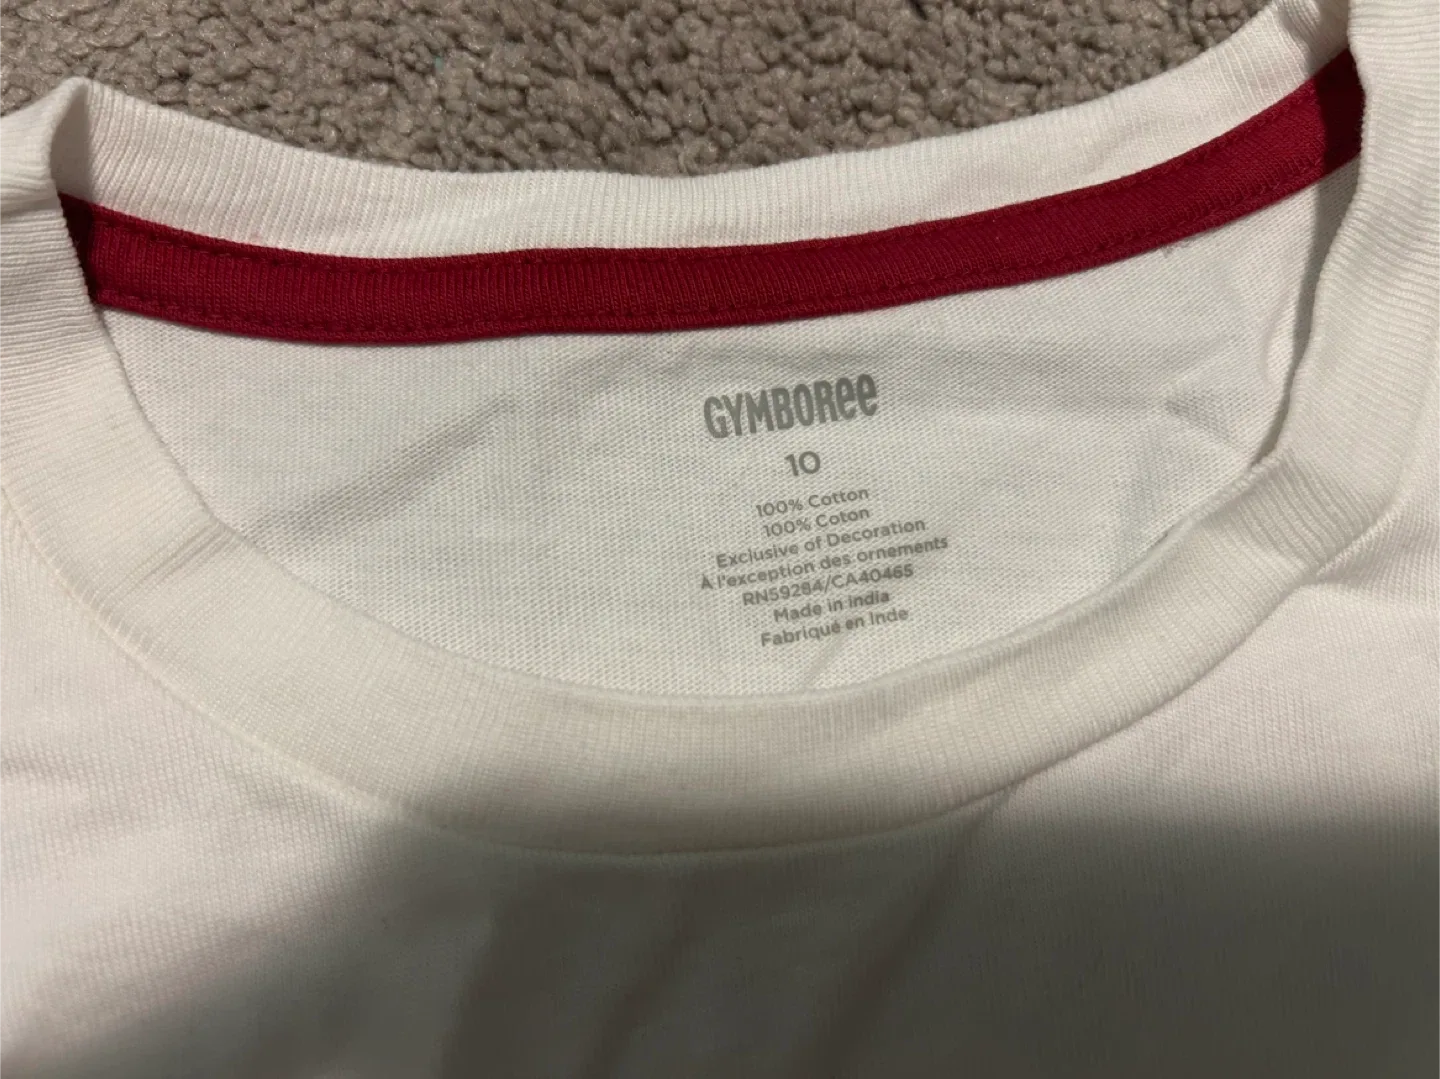 GYMBOREE
10
100% Cotton
100% Coton
Exclusive of Decoration
À l'exception des ornements
RN59284/CA40465
Made in india
Fabriqué en Inde